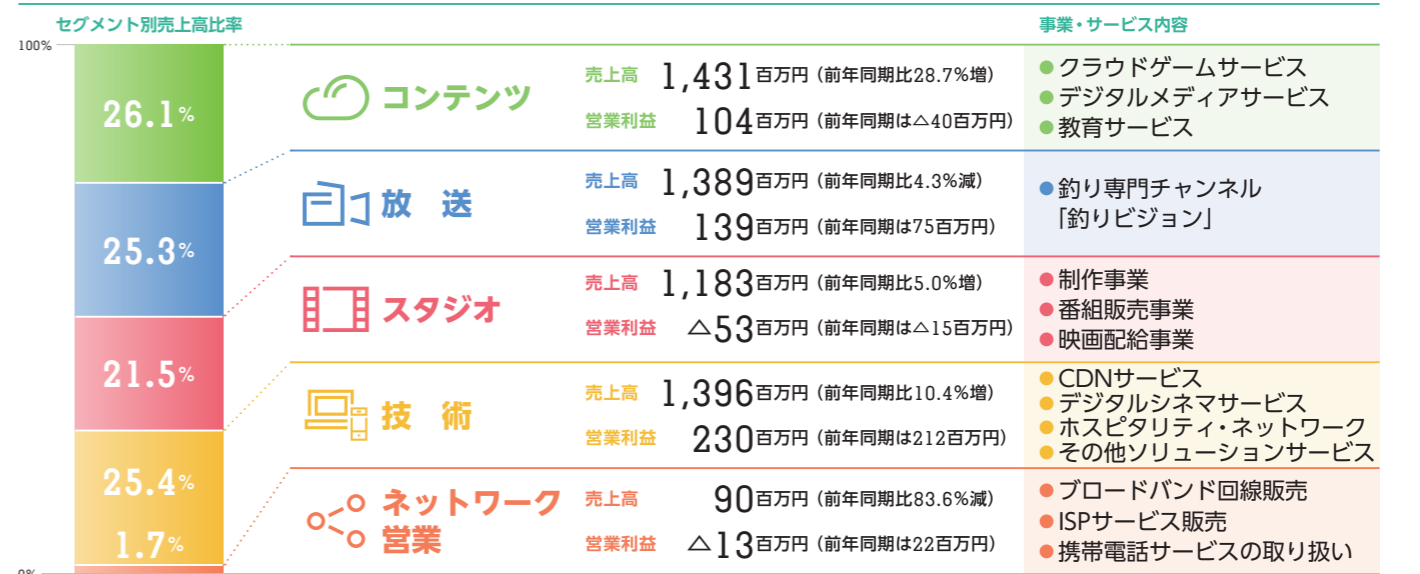 セグメント別売上高比率
事業・サービス内容
100%
26.1%
コンテンツ
売上高 1,431百万円（前年同期比28.7%増）
営業利益 104百万円（前年同期は△40百万円）
●クラウドゲームサービス
●デジタルメディアサービス
●教育サービス
25.3%
放 送
売上高 1,389百万円（前年同期比4.3%減）
営業利益 139百万円（前年同期は75百万円）
●釣り専門チャンネル
「釣りビジョン」
21.5%
スタジオ
売上高 1,183百万円（前年同期比5.0%増）
営業利益 △53百万円（前年同期は△15百万円）
●制作事業
●番組販売事業
●映画配給事業
25.4%
技 術
売上高 1,396百万円（前年同期比10.4%増）
営業利益 230百万円（前年同期は212百万円）
●CDNサービス
●デジタルシネマサービス
●ホスピタリティ・ネットワーク
●その他ソリューションサービス
1.7%
ネットワーク
営業
売上高 90百万円（前年同期比83.6%減）
営業利益 △13百万円（前年同期は22百万円）
●ブロードバンド回線販売
●ISPサービス販売
●携帯電話サービスの取り扱い
0%